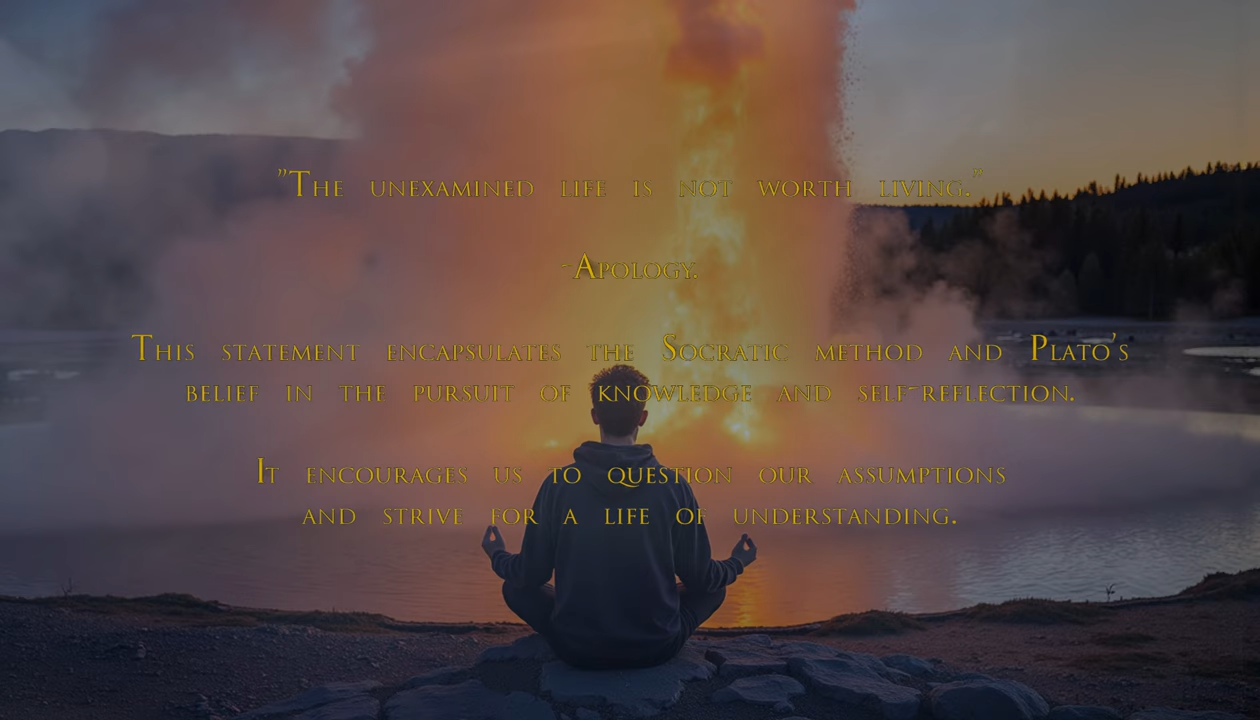 "The unexamined life is not worth living."
-Apology.
This statement encapsulates the Socratic method and Plato's
belief in the pursuit of knowledge and self-reflection.
It encourages us to question our assumptions
and strive for a life of understanding.